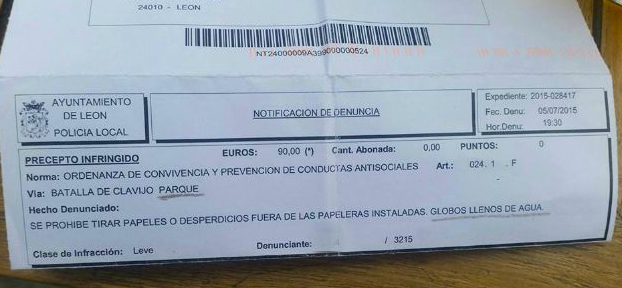 24010 - LEON
NT24000009A399000000524
AYUNTAMIENTO
DE LEON
POLICIA LOCAL
NOTIFICACION DE DENUNCIA
Expediente: 2015-028417
Fec. Denu: 05/07/2015
Hor.Denu: 19:30
PRECEPTO INFRINGIDO EUROS: 90,00 (*) Cant. Abonada: 0,00 PUNTOS: 0
Norma: ORDENANZA DE CONVIVENCIA Y PREVENCION DE CONDUCTAS ANTISOCIALES Art.: 024. 1 . F
Via: BATALLA DE CLAVIJO PARQUE
Hecho Denunciado:
SE PROHIBE TIRAR PAPELES O DESPERDICIOS FUERA DE LAS PAPELERAS INSTALADAS. GLOBOS LLENOS DE AGUA.
Clase de Infracción: Leve Denunciante: / 3215